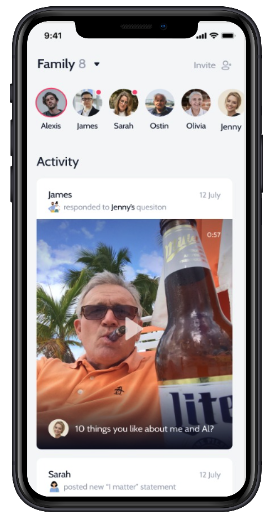 9:41
Family 8
Invite
Alexis James Sarah Ostin Olivia Jenny
Activity
James 12 July
responded to Jenny's quesiton
0:57
lite
10 things you like about me and Al?
Sarah 12 July
posted new "I matter" statement